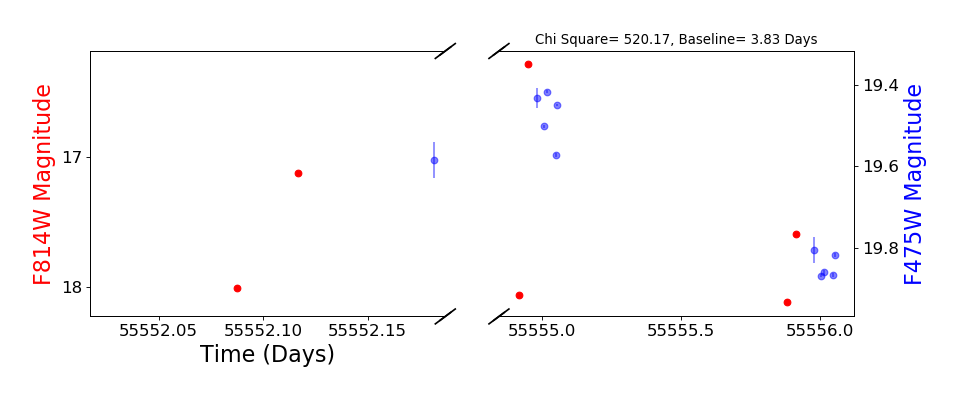 Chi Square= 520.17, Baseline= 3.83 Days
F814W Magnitude
17
18
19.4
19.6
19.8
F475W Magnitude
55552.05 55552.10 55552.15 55555.0 55555.5 55556.0
Time (Days)